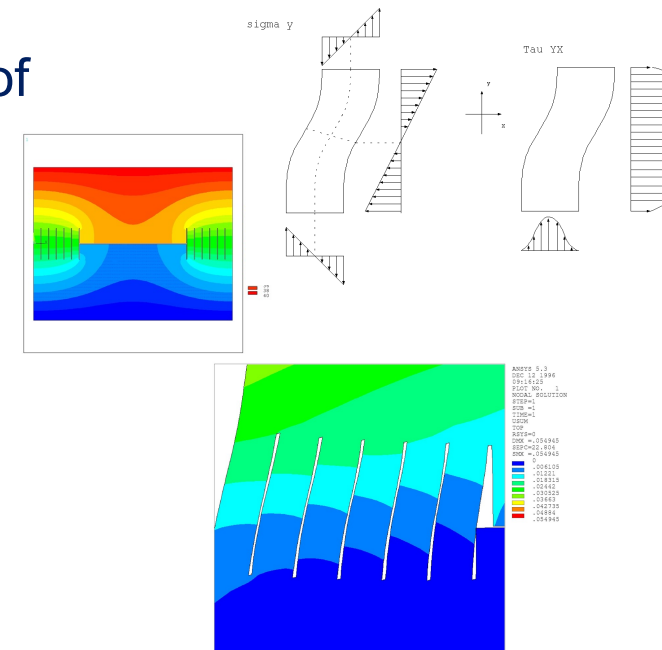 of
sigma y
Tau YX
y
x
ANSYS 5.3
DEC 12 1996
09:16:25
PLOT NO. 1
NODAL SOLUTION
STEP=1
SUB =1
TIME=1
USUM
TOP
RSYS=0
DMX =.054945
SEPC=22.804
SMX =.054945
0
.006105
.01221
.018315
.02442
.030525
.03663
.042735
.04884
.054945